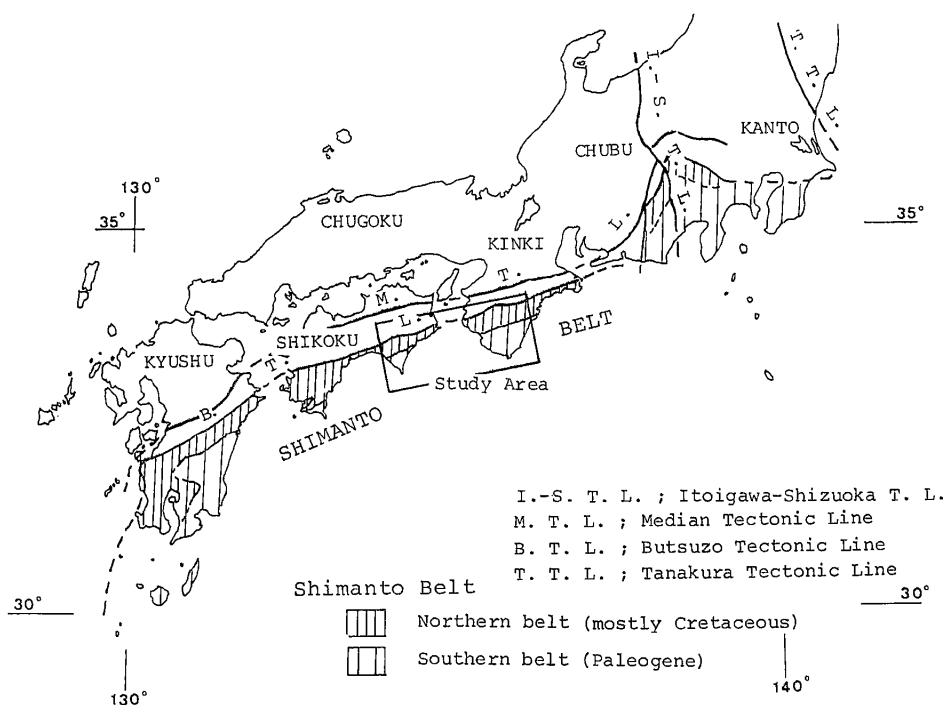 I.-S. T. L.
T. T. L.
KANTO
CHUBU
130°
35°
35°
CHUGOKU
KINKI
M. T. L.
BELT
SHIKOKU
KYUSHU
B. T. L.
Study Area
SHIMANTO
I.-S. T. L. ; Itoigawa-Shizuoka T. L.
M. T. L. ; Median Tectonic Line
B. T. L. ; Butsuzo Tectonic Line
T. T. L. ; Tanakura Tectonic Line
Shimanto Belt
30°
30°
Northern belt (mostly Cretaceous)
Southern belt (Paleogene)
130°
140°